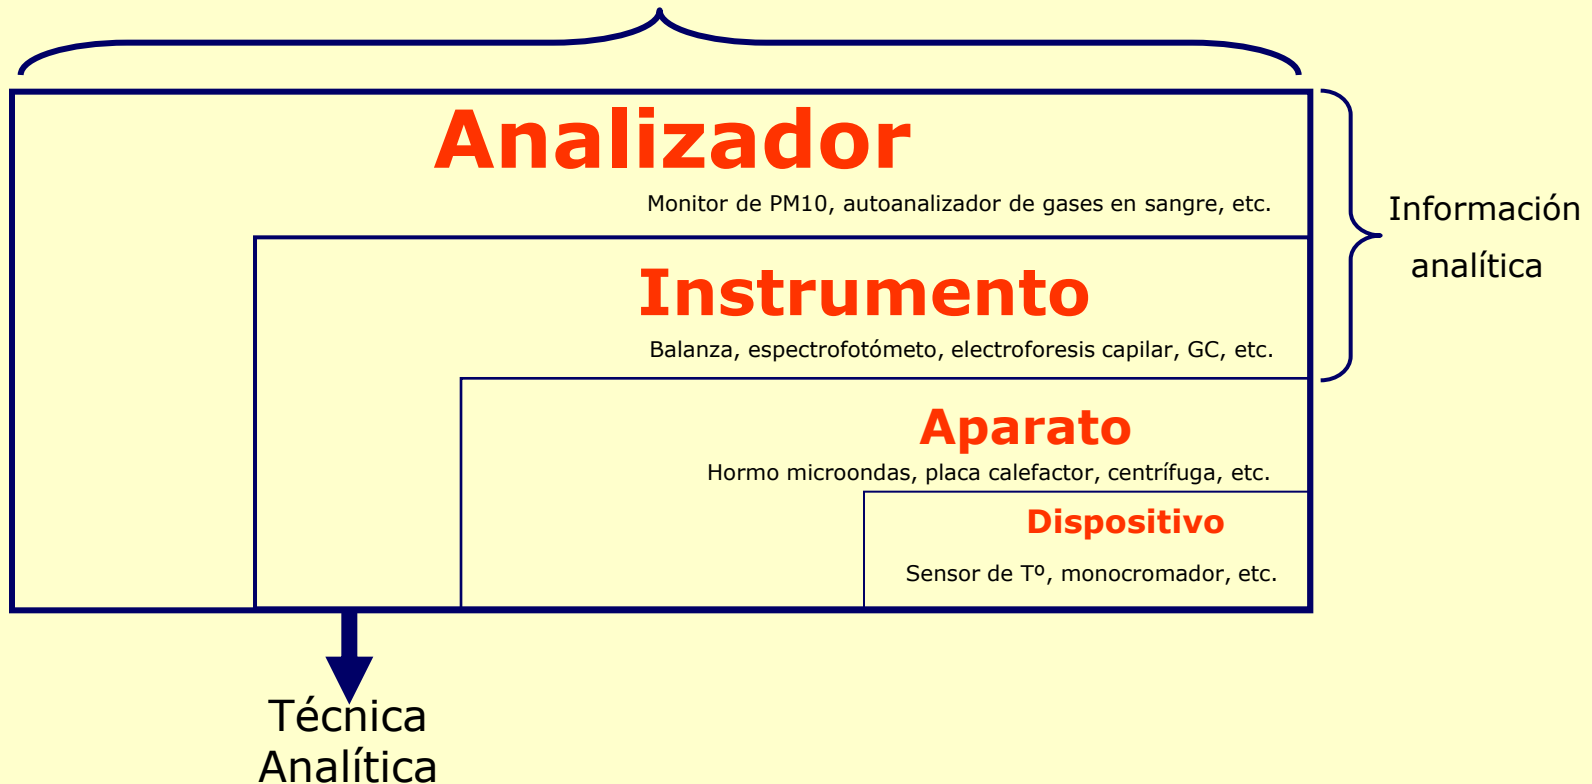 Analizador
Monitor de PM10, autoanalizador de gases en sangre, etc.
Información
analítica
Instrumento
Balanza, espectrofotómeto, electroforesis capilar, GC, etc.
Aparato
Hormo microondas, placa calefactor, centrífuga, etc.
Dispositivo
Sensor de Tº, monocromador, etc.
Técnica
Analítica